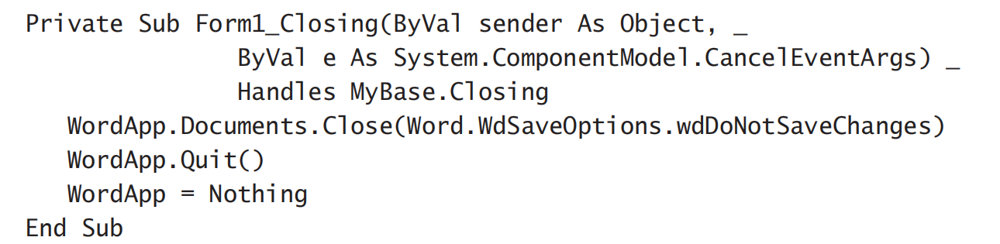 Private Sub Form1_Closing(ByVal sender As Object, _
               ByVal e As System.ComponentModel.CancelEventArgs) _
               Handles MyBase.Closing
   WordApp.Documents.Close(Word.WdSaveOptions.wdDoNotSaveChanges)
   WordApp.Quit()
   WordApp = Nothing
End Sub